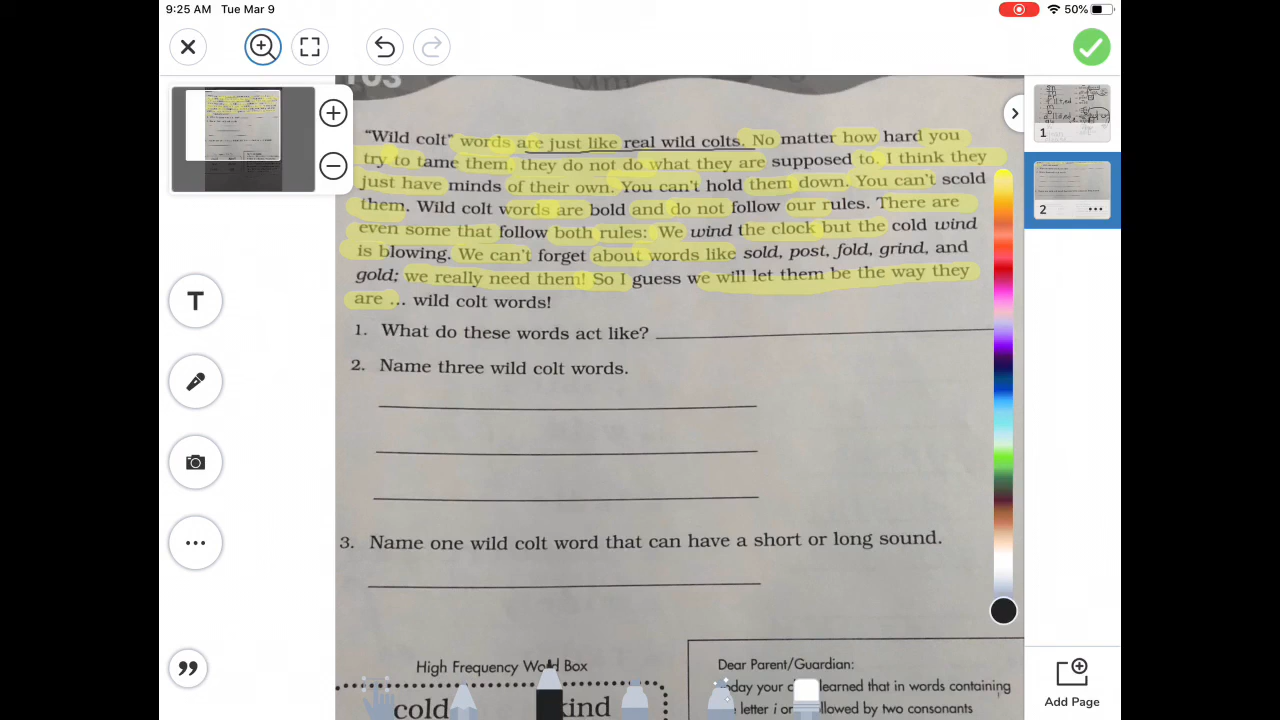 9:25 AM Tue Mar 9
50%
103
"Wild colt" words are just like real wild colts. No matter how hard you
try to tame them, they do not do what they are supposed to. I think they
just have minds of their own. You can't hold them down. You can't scold
them. Wild colt words are bold and do not follow our rules. There are
even some that follow both rules: We wind the clock but the cold wind
is blowing. We can't forget about words like sold, post, fold, grind, and
gold; we really need them! So I guess we will let them be the way they
are ... wild colt words!
1. What do these words act like?
2. Name three wild colt words.
3. Name one wild colt word that can have a short or long sound.
High Frequency Word Box
cold kind
Dear Parent/Guardian:
learned that in words containing
letter i or followed by two consonants
T
1
2
Add Page